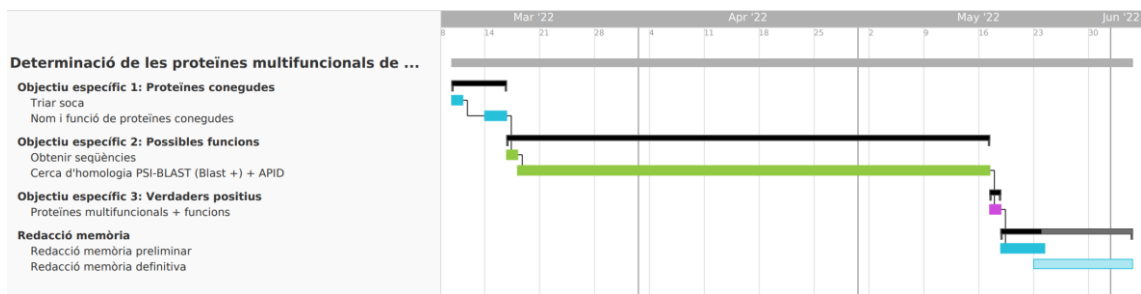 Mar '22 Apr '22 May '22 Jun '22
8 14 21 28 4 11 18 25 2 9 16 23 30
Determinació de les proteïnes multifuncionals de ...
Objectiu específic 1: Proteïnes conegudes
Triar soca
Nom i funció de proteïnes conegudes
Objectiu específic 2: Possibles funcions
Obtenir seqüències
Cerca d'homologia PSI-BLAST (Blast +) + APID
Objectiu específic 3: Verdaders positius
Proteïnes multifuncionals + funcions
Redacció memòria
Redacció memòria preliminar
Redacció memòria definitiva